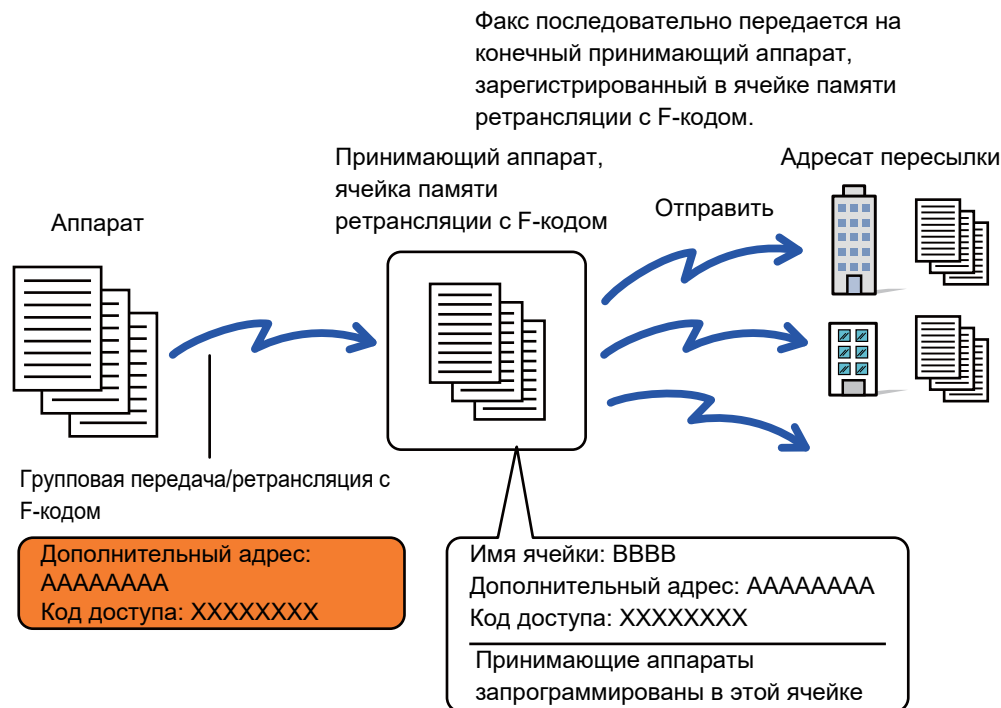 Факс последовательно передается на
конечный принимающий аппарат,
зарегистрированный в ячейке памяти
ретрансляции с F-кодом.
Принимающий аппарат,
ячейка памяти
ретрансляции с F-кодом
Адресат пересылки
Отправить
Аппарат
Групповая передача/ретрансляция с
F-кодом
Дополнительный адрес:
AAAAAAAA
Код доступа: XXXXXXXX
Имя ячейки: BBBB
Дополнительный адрес: AAAAAAAA
Код доступа: XXXXXXXX
Принимающие аппараты
запрограммированы в этой ячейке